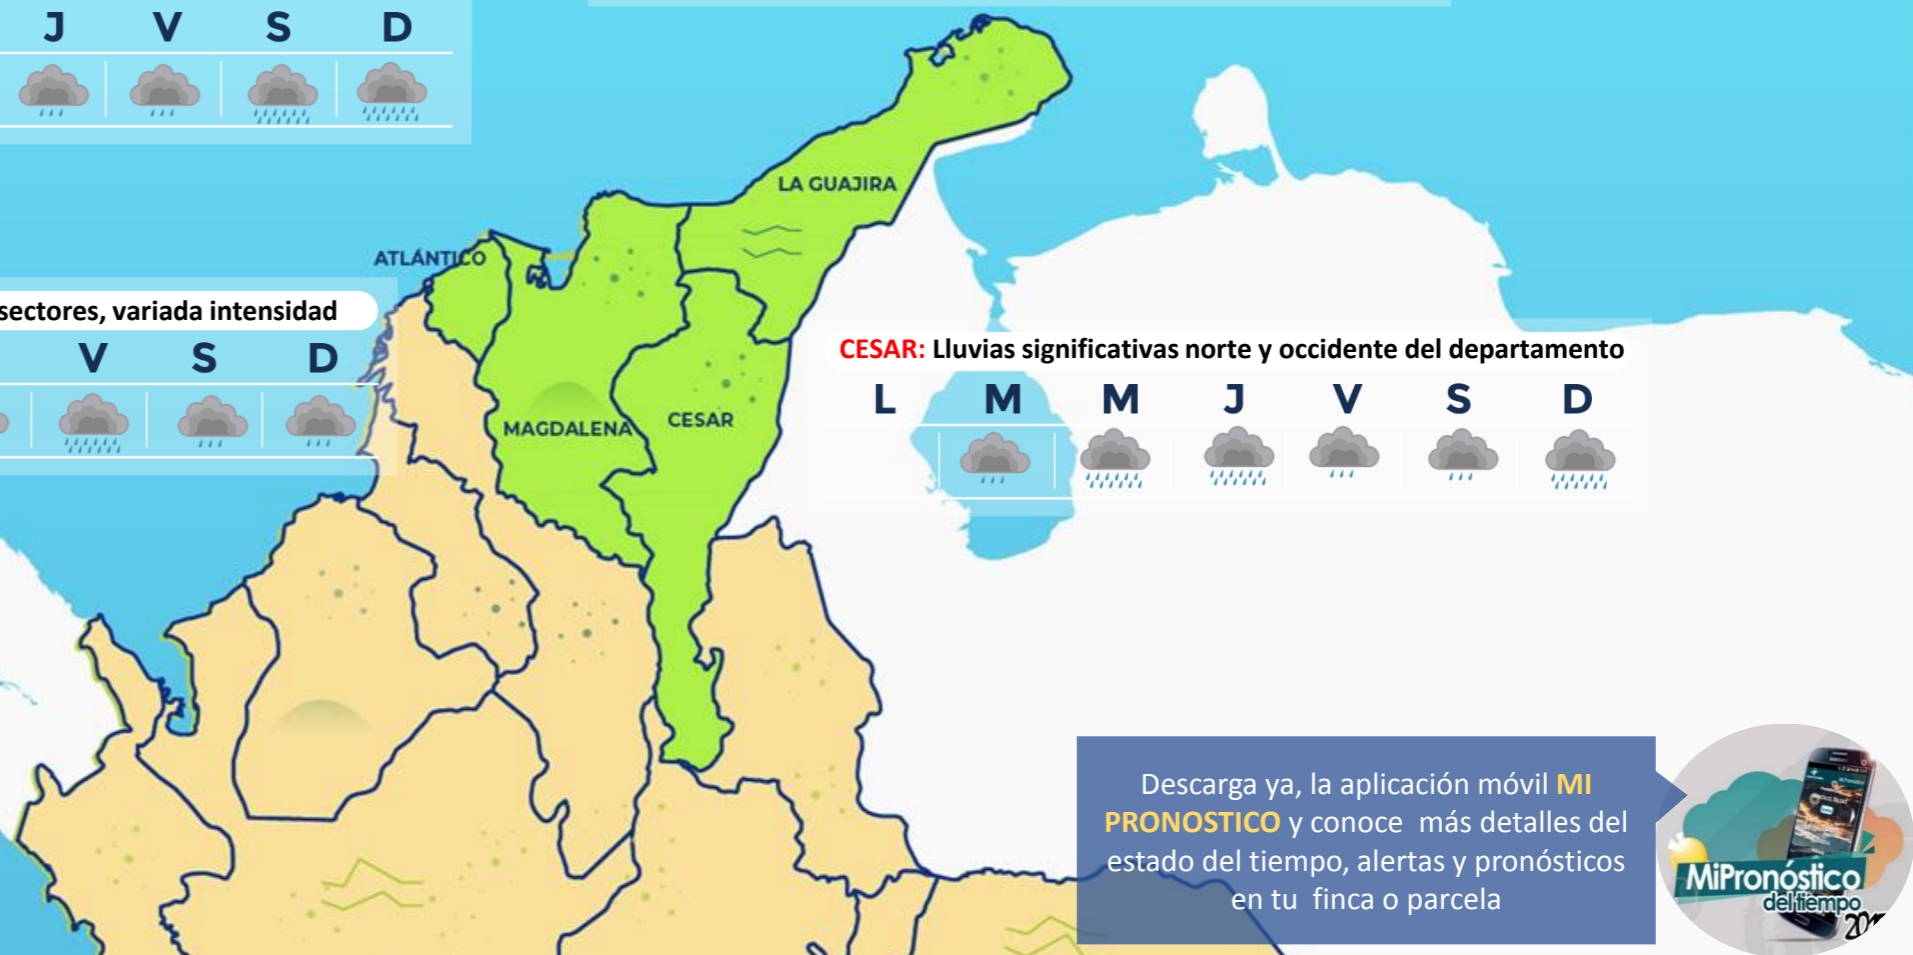 J V S D
LA GUAJIRA
ATLÁNTICO
sectores, variada intensidad
V S D
CESAR: Lluvias significativas norte y occidente del departamento
L M M J V S D
MAGDALENA
CESAR
Descarga ya, la aplicación móvil MI
PRONOSTICO y conoce más detalles del
estado del tiempo, alertas y pronósticos
en tu finca o parcela
MiPronóstico
del tiempo